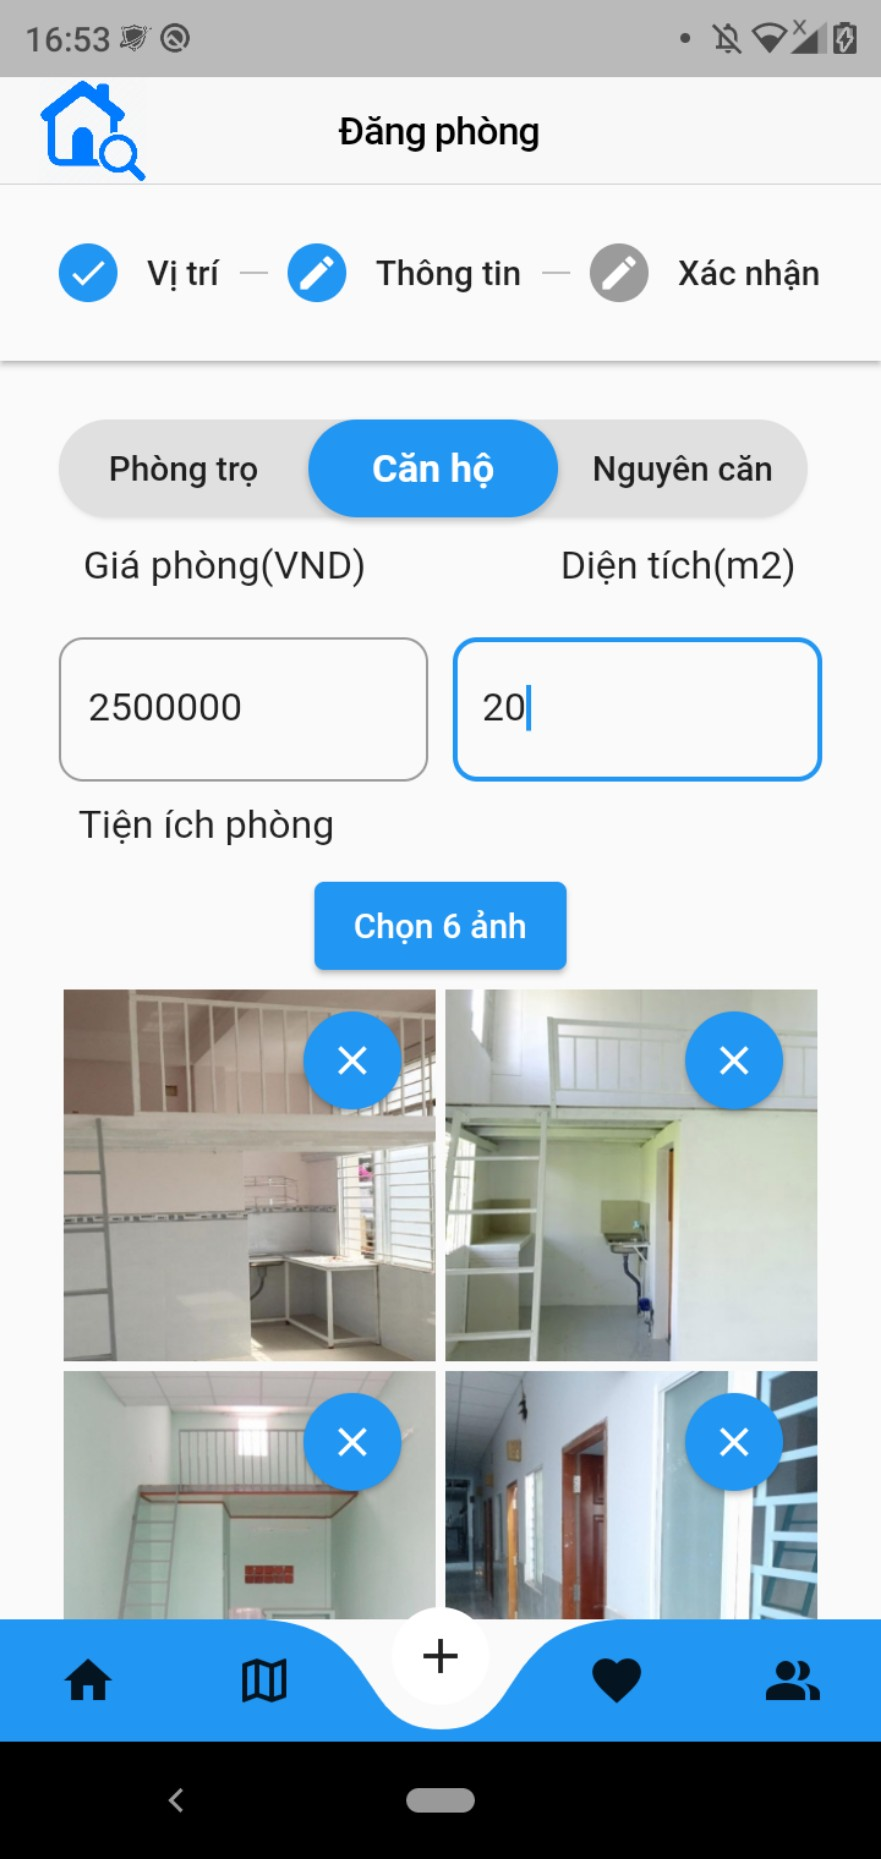 16:53
Đăng phòng
Vị trí
Thông tin
Xác nhận
Phòng trọ
Căn hộ
Nguyên căn
Giá phòng(VND)
Diện tích(m2)
2500000
20
Tiện ích phòng
Chọn 6 ảnh